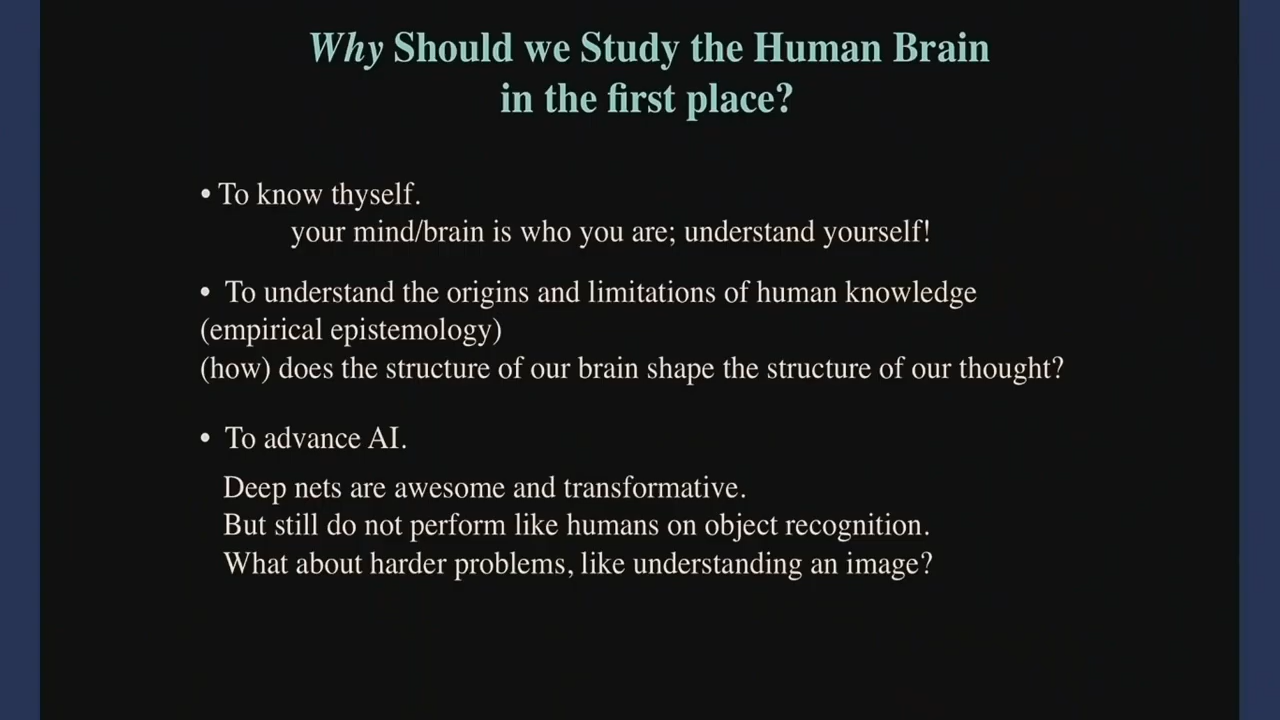 Why Should we Study the Human Brain
in the first place?
• To know thyself.
your mind/brain is who you are; understand yourself!
• To understand the origins and limitations of human knowledge
(empirical epistemology)
(how) does the structure of our brain shape the structure of our thought?
• To advance AI.
Deep nets are awesome and transformative.
But still do not perform like humans on object recognition.
What about harder problems, like understanding an image?